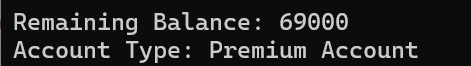 Remaining Balance: 69000
Account Type: Premium Account